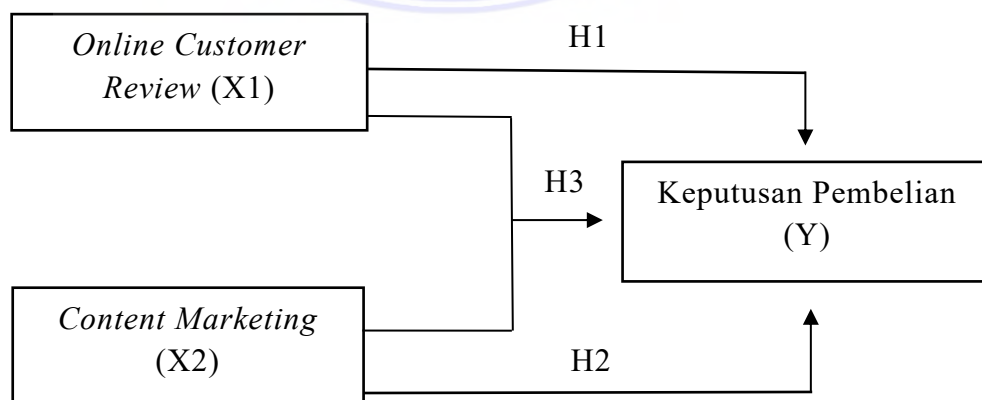 H1
Online Customer
Review (X1)
H3
Keputusan Pembelian
(Y)
Content Marketing
(X2)
H2